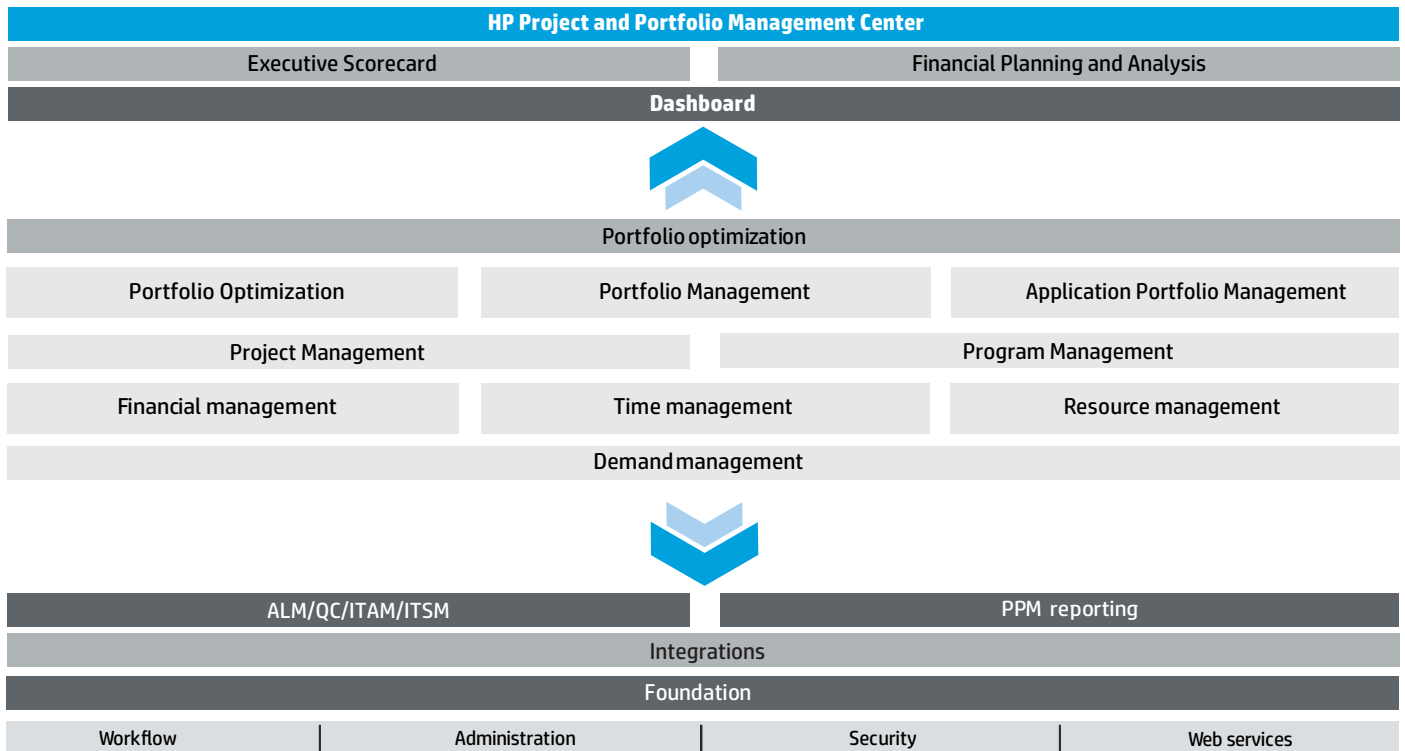 HP Project and Portfolio Management Center
Executive Scorecard
Financial Planning and Analysis
Dashboard
Portfolio optimization
Portfolio Optimization
Portfolio Management
Application Portfolio Management
Project Management
Program Management
Financial management
Time management
Resource management
Demand management
ALM/QC/ITAM/ITSM
PPM reporting
Integrations
Foundation
Workflow
Administration
Security
Web services